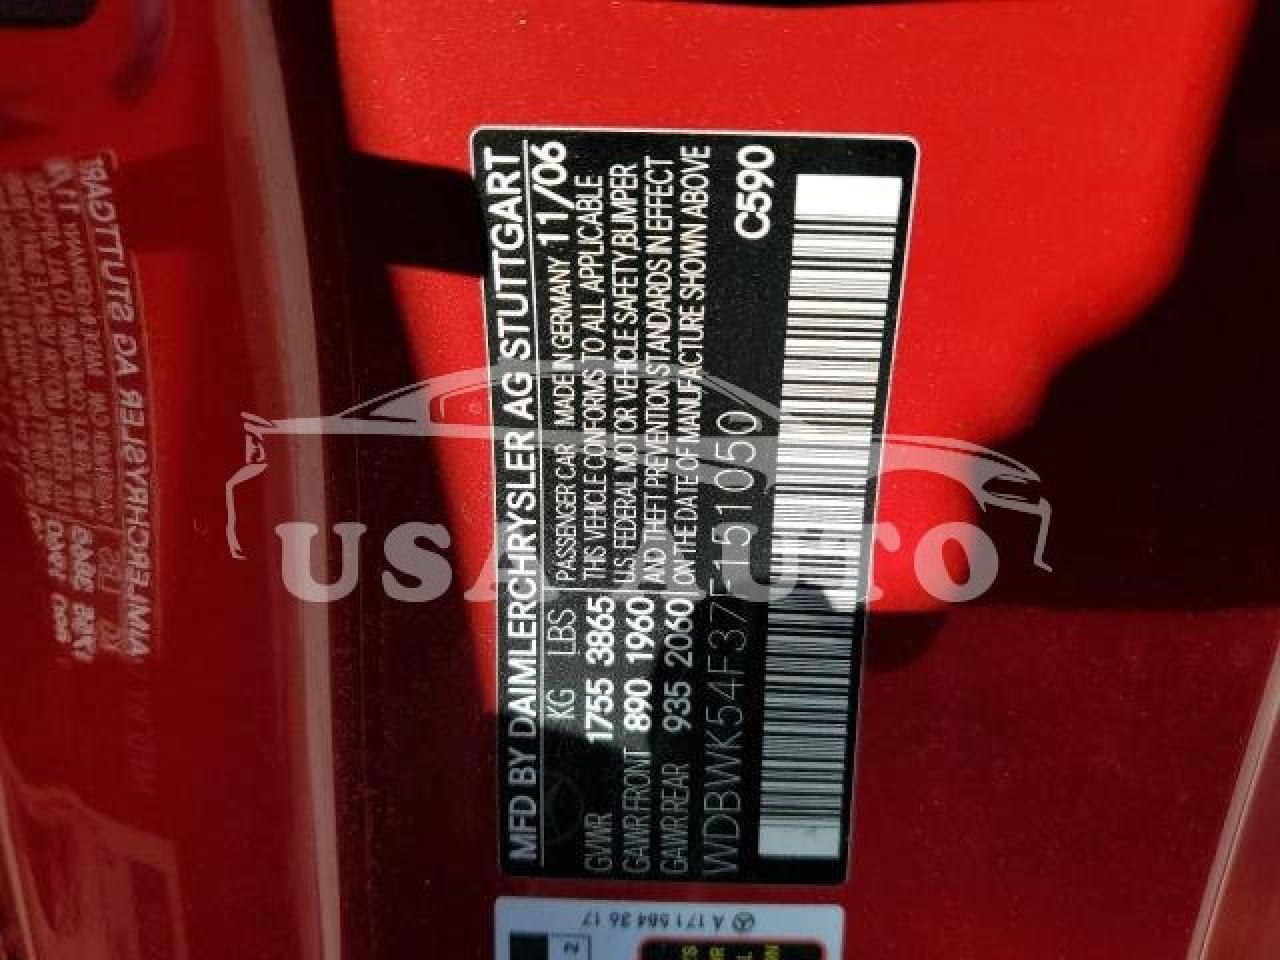 MFD BY DAIMLERCHRYSLER AG STUTTGART
KG LBS PASSENGER CAR MADE IN GERMANY 11/06
GVWR 1755 3865 THIS VEHICLE CONFORMS TO ALL APPLICABLE
GAWR FRONT 890 1960 U.S. FEDERAL MOTOR VEHICLE SAFETY, BUMPER
GAWR REAR 935 2060 AND THEFT PREVENTION STANDARDS IN EFFECT
ON THE DATE OF MANUFACTURE SHOWN ABOVE
WDBWK54F37F151050 C590
USA AUTO
A 171 584 36 17
2